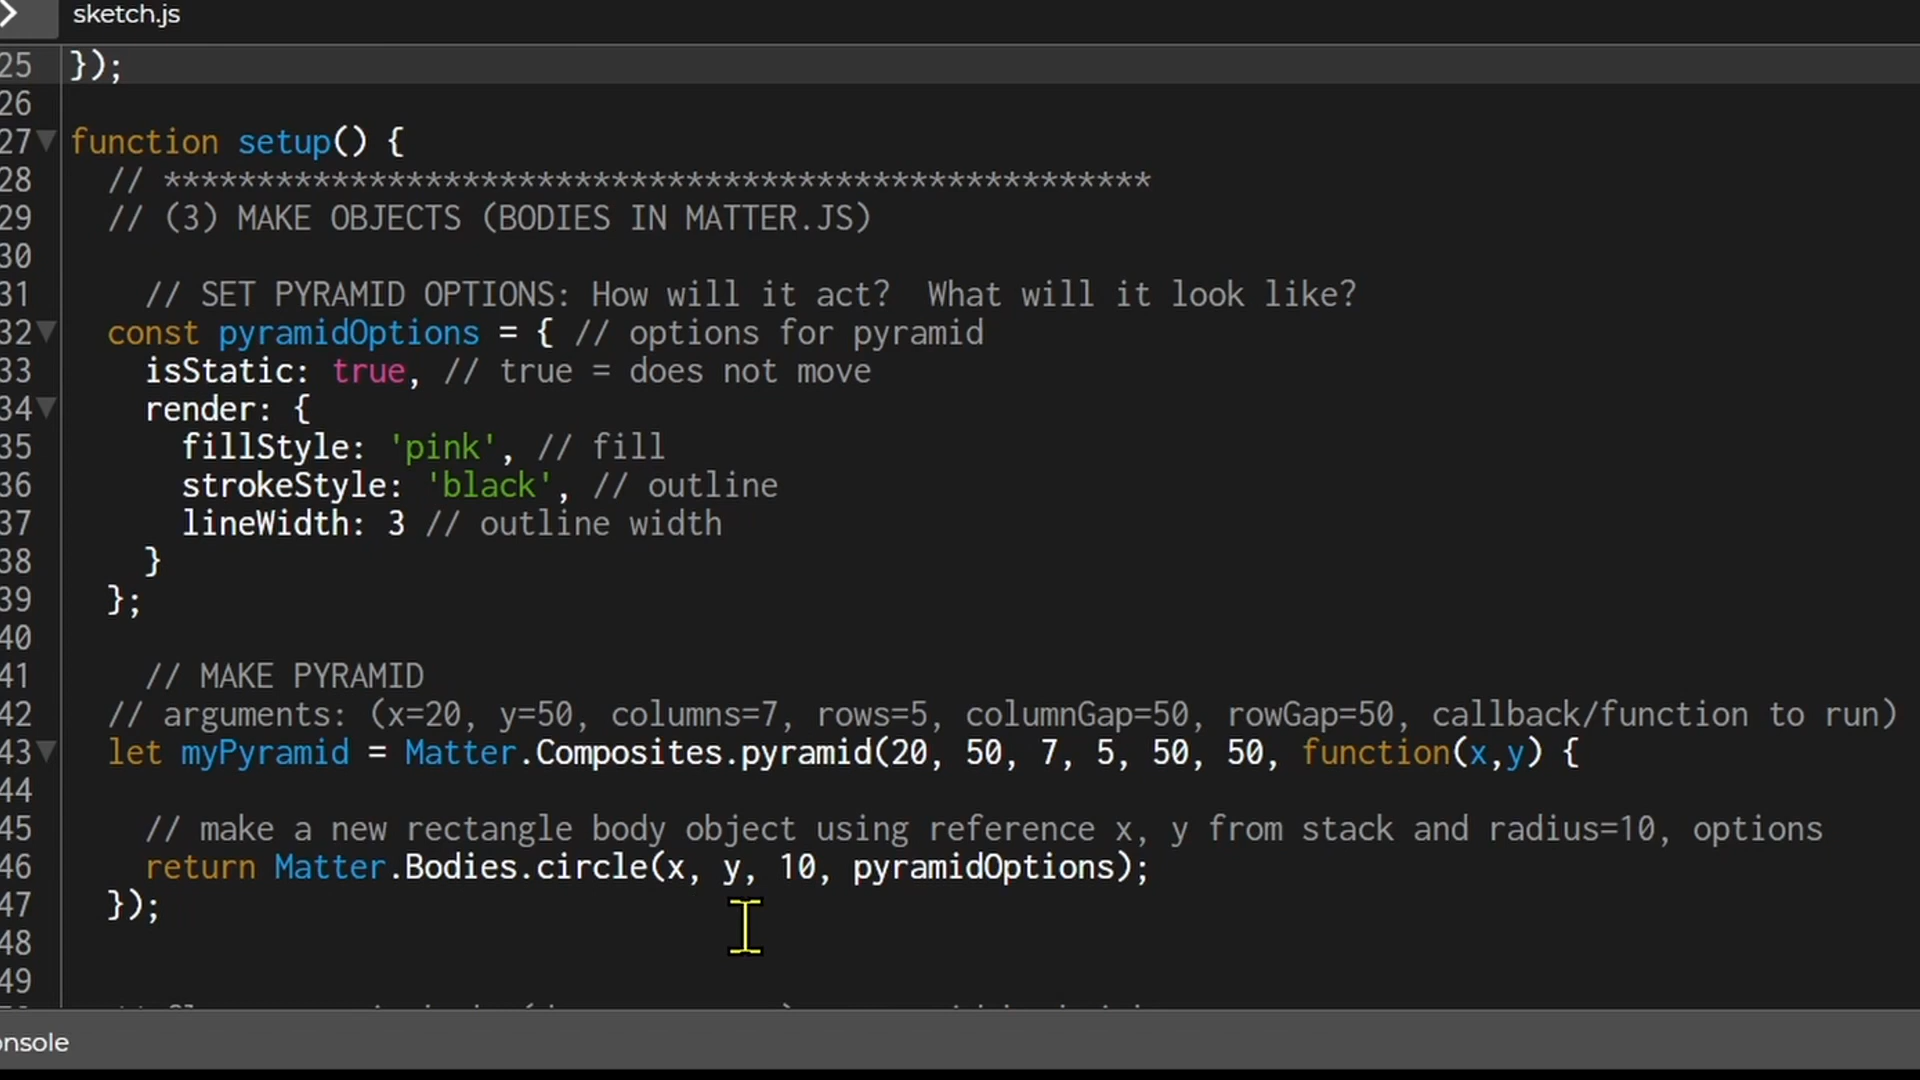 sketch.js
25 });
26
27 function setup() {
28 // *****************************************************
29 // (3) MAKE OBJECTS (BODIES IN MATTER.JS)
30
31 // SET PYRAMID OPTIONS: How will it act?  What will it look like?
32 const pyramidOptions = { // options for pyramid
33 isStatic: true, // true = does not move
34 render: {
35 fillStyle: 'pink', // fill
36 strokeStyle: 'black', // outline
37 lineWidth: 3 // outline width
38 }
39 };
40
41 // MAKE PYRAMID
42 // arguments: (x=20, y=50, columns=7, rows=5, columnGap=50, rowGap=50, callback/function to run)
43 let myPyramid = Matter.Composites.pyramid(20, 50, 7, 5, 50, 50, function(x,y) {
44
45 // make a new rectangle body object using reference x, y from stack and radius=10, options
46 return Matter.Bodies.circle(x, y, 10, pyramidOptions);
47 });
48
49
onsole